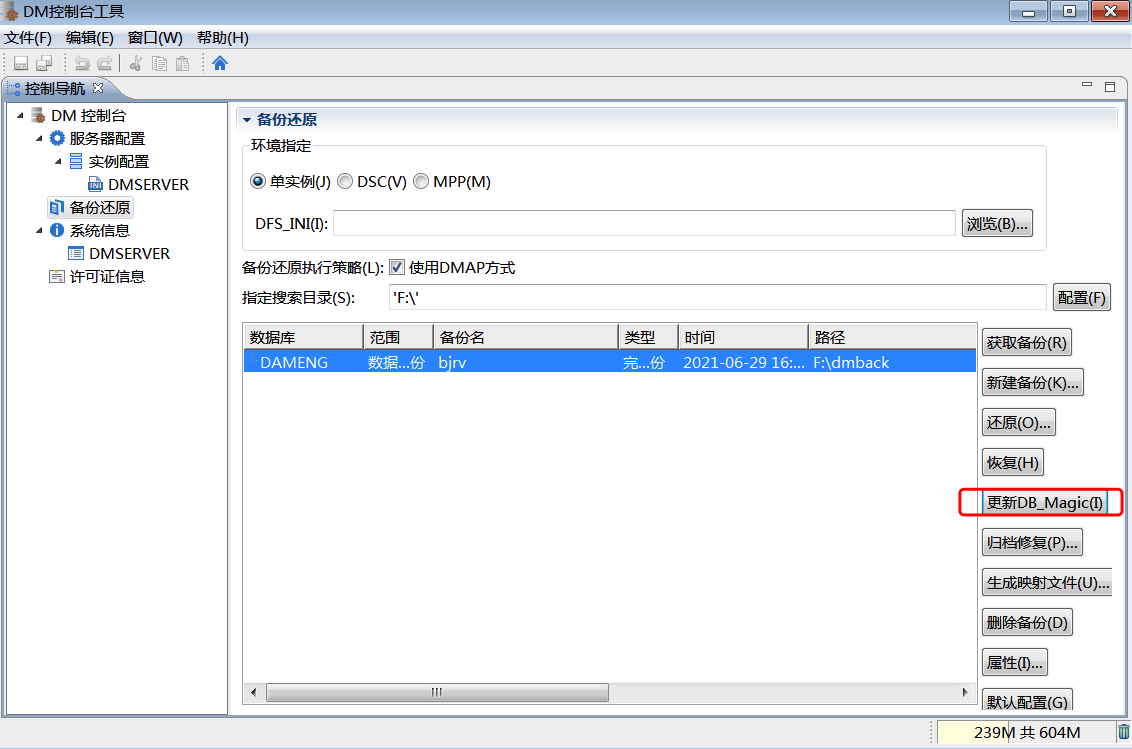 DM控制台工具
文件(F) 编辑(E) 窗口(W) 帮助(H)
控制导航
DM 控制台
服务器配置
实例配置
DMSERVER
备份还原
系统信息
DMSERVER
许可证信息
备份还原
环境指定
单实例(J) DSC(V) MPP(M)
DFS_INI(I): 浏览(B)...
备份还原执行策略(L): 使用DMAP方式
指定搜索目录(S): 'F:\' 配置(F)
数据库 范围 备份名 类型 时间 路径
DAMENG 数据...份 bjrv 完...份 2021-06-29 16:... F:\dmback
获取备份(R)
新建备份(K)...
还原(O)...
恢复(H)
更新DB_Magic(I)
归档修复(P)...
生成映射文件(U)...
删除备份(D)
属性(I)...
默认配置(G)
239M 共 604M